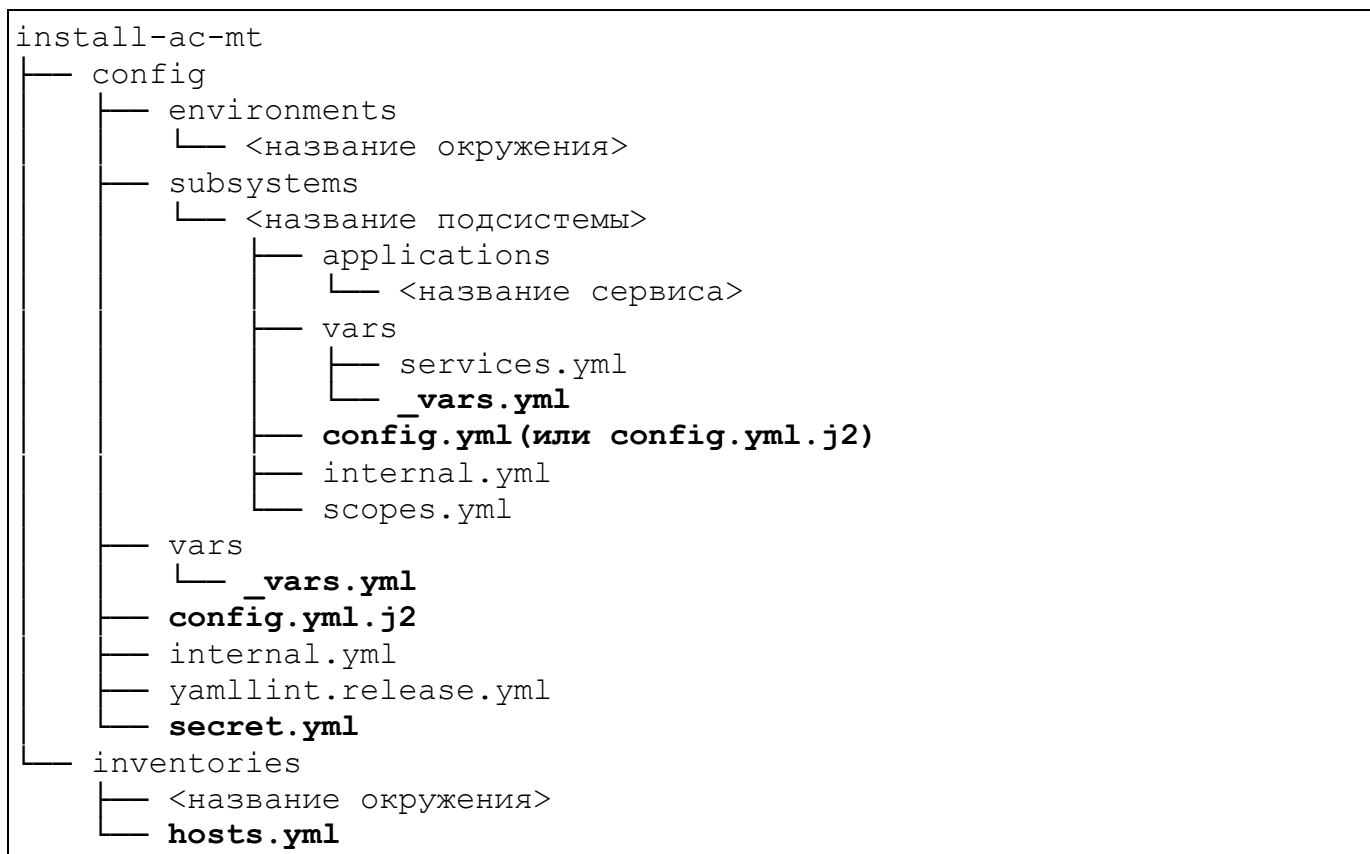 install-ac-mt
├── config
│   ├── environments
│   │   └── <название окружения>
│   ├── subsystems
│   │   └── <название подсистемы>
│   │       ├── applications
│   │       │   └── <название сервиса>
│   │       ├── vars
│   │       │   ├── services.yml
│   │       │   └── _vars.yml
│   │       ├── config.yml(или config.yml.j2)
│   │       ├── internal.yml
│   │       └── scopes.yml
│   ├── vars
│   │   └── _vars.yml
│   ├── config.yml.j2
│   ├── internal.yml
│   ├── yamllint.release.yml
│   └── secret.yml
└── inventories
    ├── <название окружения>
    └── hosts.yml